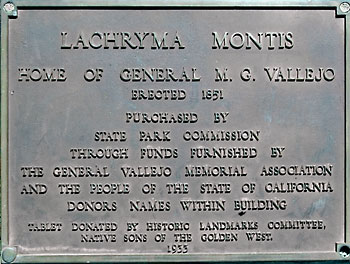 LACHRYMA MONTIS
HOME OF GENERAL M. G. VALLEJO
ERECTED 1851
PURCHASED BY
STATE PARK COMMISSION
THROUGH FUNDS FURNISHED BY
THE GENERAL VALLEJO MEMORIAL ASSOCIATION
AND THE PEOPLE OF THE STATE OF CALIFORNIA
DONORS NAMES WITHIN BUILDING
TABLET DONATED BY HISTORIC LANDMARKS COMMITTEE,
NATIVE SONS OF THE GOLDEN WEST.
1933